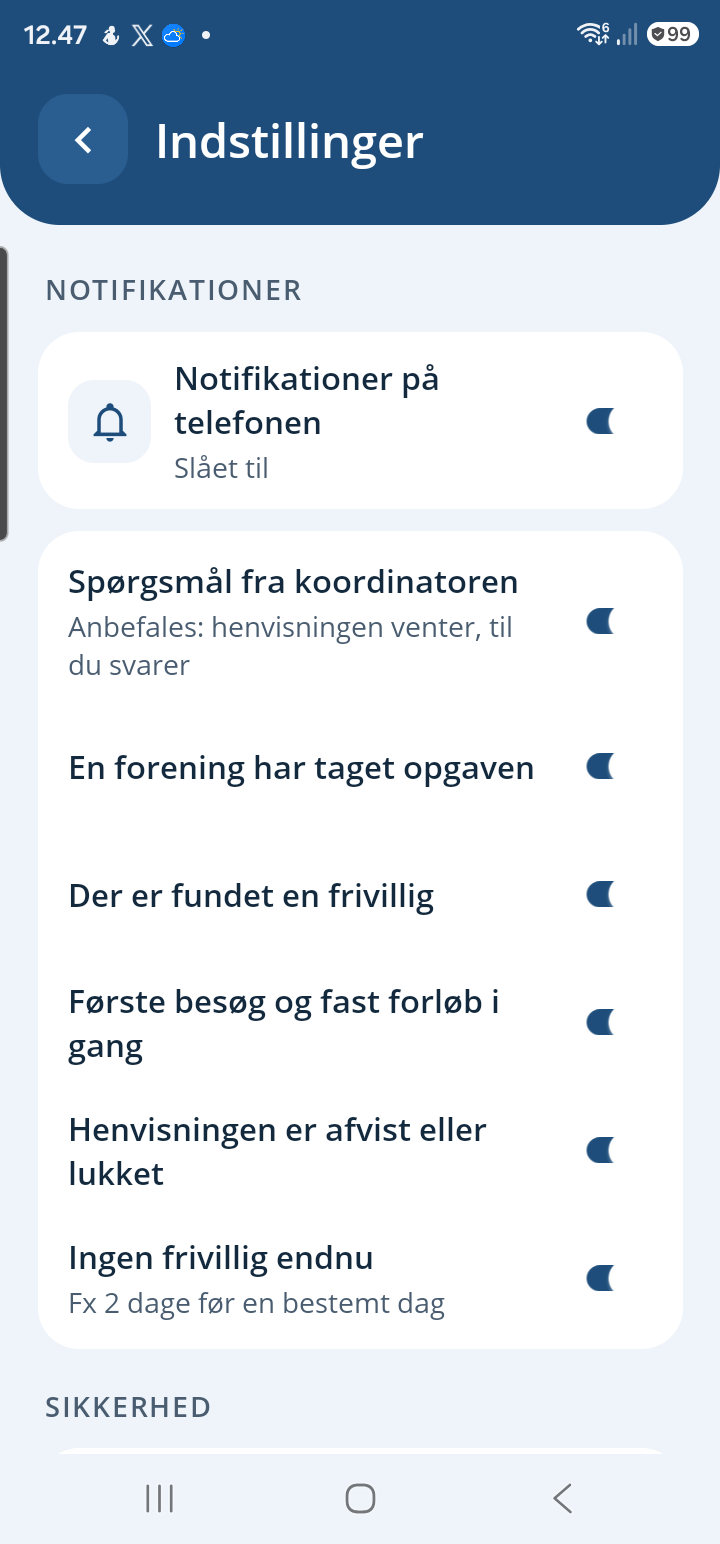 12.47
6
99
Indstillinger
NOTIFIKATIONER
Notifikationer på
telefonen
Slået til
Spørgsmål fra koordinatoren
Anbefales: henvisningen venter, til
du svarer
En forening har taget opgaven
Der er fundet en frivillig
Første besøg og fast forløb i
gang
Henvisningen er afvist eller
lukket
Ingen frivillig endnu
Fx 2 dage før en bestemt dag
SIKKERHED